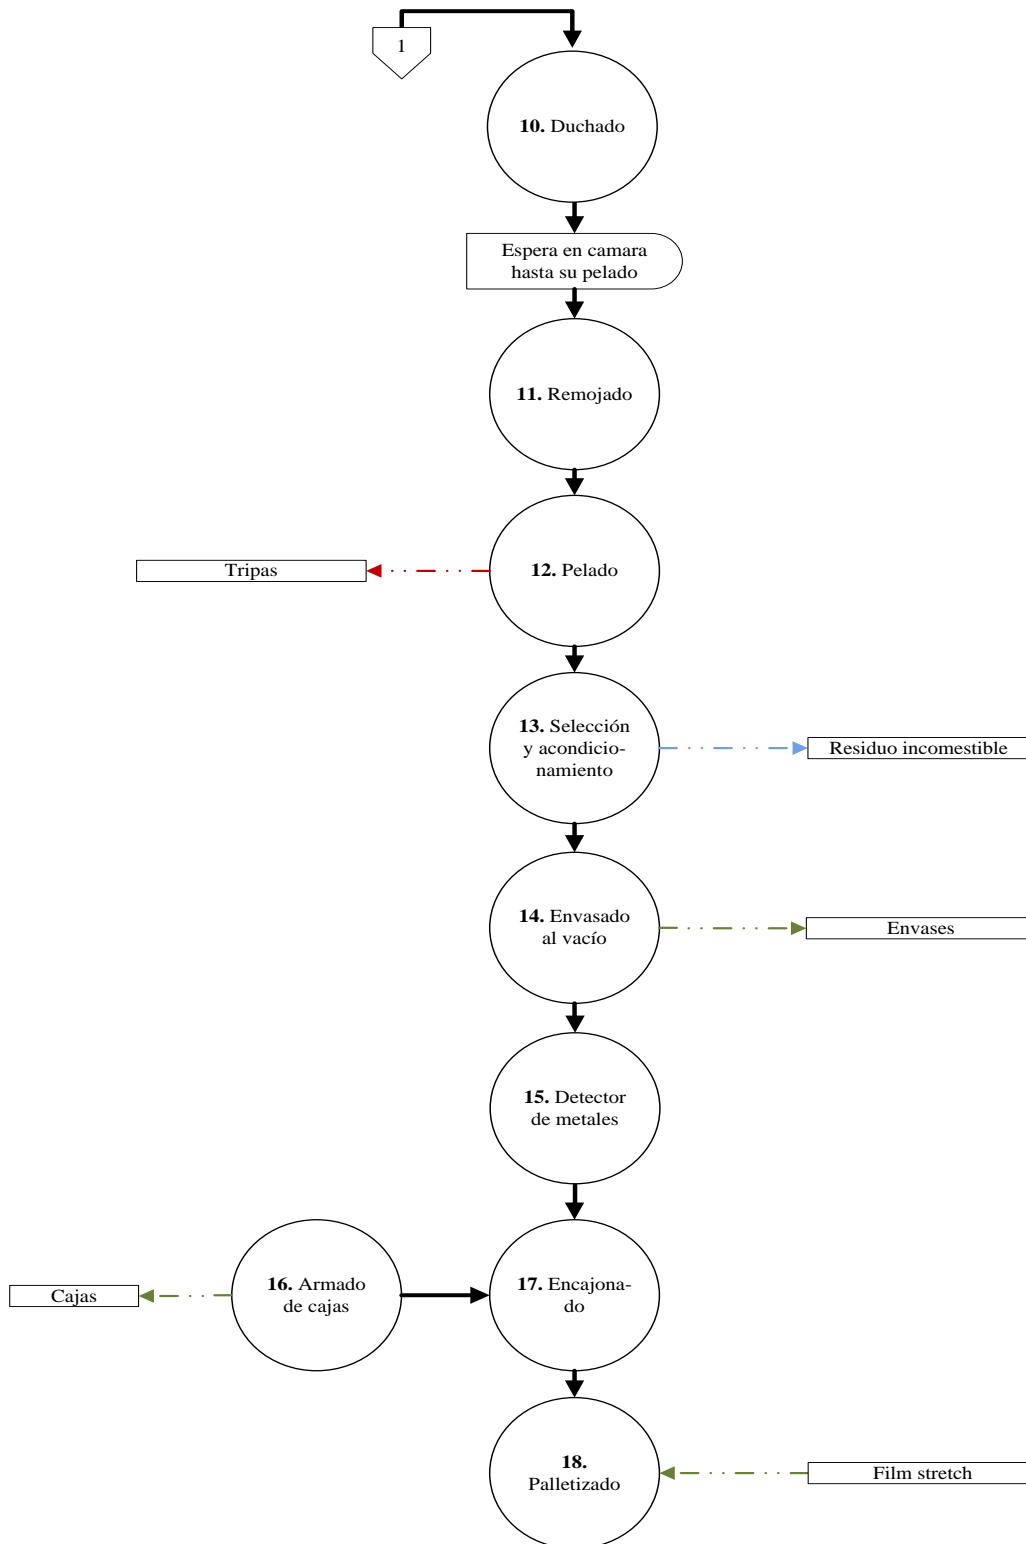 1
10. Duchado
Espera en camara
hasta su pelado
11. Remojado
Tripas
12. Pelado
13. Selección
y acondicio-
namiento
Residuo incomestible
14. Envasado
al vacío
Envases
15. Detector
de metales
Cajas
16. Armado
de cajas
17. Encajona-
do
18.
Palletizado
Film stretch